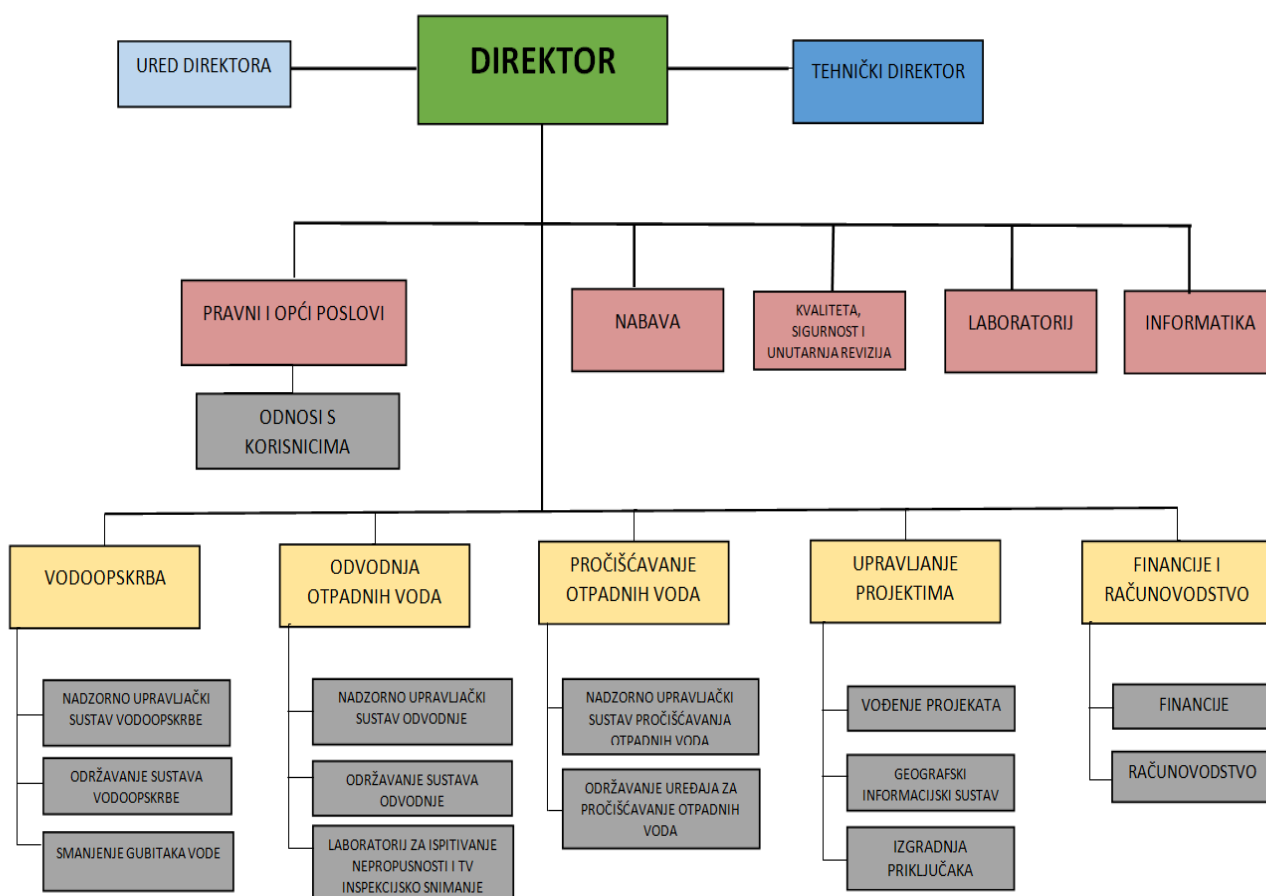 URED DIREKTORA
DIREKTOR
TEHNIČKI DIREKTOR
PRAVNI I OPĆI POSLOVI
NABAVA
KVALITETA,
SIGURNOST I
UNUTARNJA REVIZIJA
LABORATORIJ
INFORMATIKA
ODNOSI S
KORISNICIMA
VODOOPSKRBA
ODVODNJA
OTPADNIH VODA
PROČIŠĆAVANJE
OTPADNIH VODA
UPRAVLJANJE
PROJEKTIMA
FINANCIJE I
RAČUNOVODSTVO
NADZORNO UPRAVLJAČKI
SUSTAV VODOOPSKRBE
ODRŽAVANJE SUSTAVA
VODOOPSKRBE
SMANJENJE GUBITAKA VODE
NADZORNO UPRAVLJAČKI
SUSTAV ODVODNJE
ODRŽAVANJE SUSTAVA
ODVODNJE
LABORATORIJ ZA ISPITIVANJE
NEPROPUSNOSTI I TV
INSPEKCIJSKO SNIMANJE
NADZORNO UPRAVLJAČKI
SUSTAV PROČIŠĆAVANJA
OTPADNIH VODA
ODRŽAVANJE UREĐAJA ZA
PROČIŠĆAVANJE OTPADNIH
VODA
VOĐENJE PROJEKATA
GEOGRAFSKI
INFORMACIJSKI SUSTAV
IZGRADNJA
PRIKLJUČAKA
FINANCIJE
RAČUNOVODSTVO